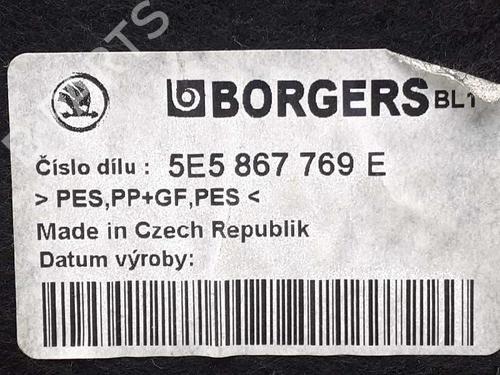 BORGERS BL1
Číslo dílu : 5E5 867 769 E
> PES,PP+GF,PES <
Made in Czech Republik
Datum výroby: